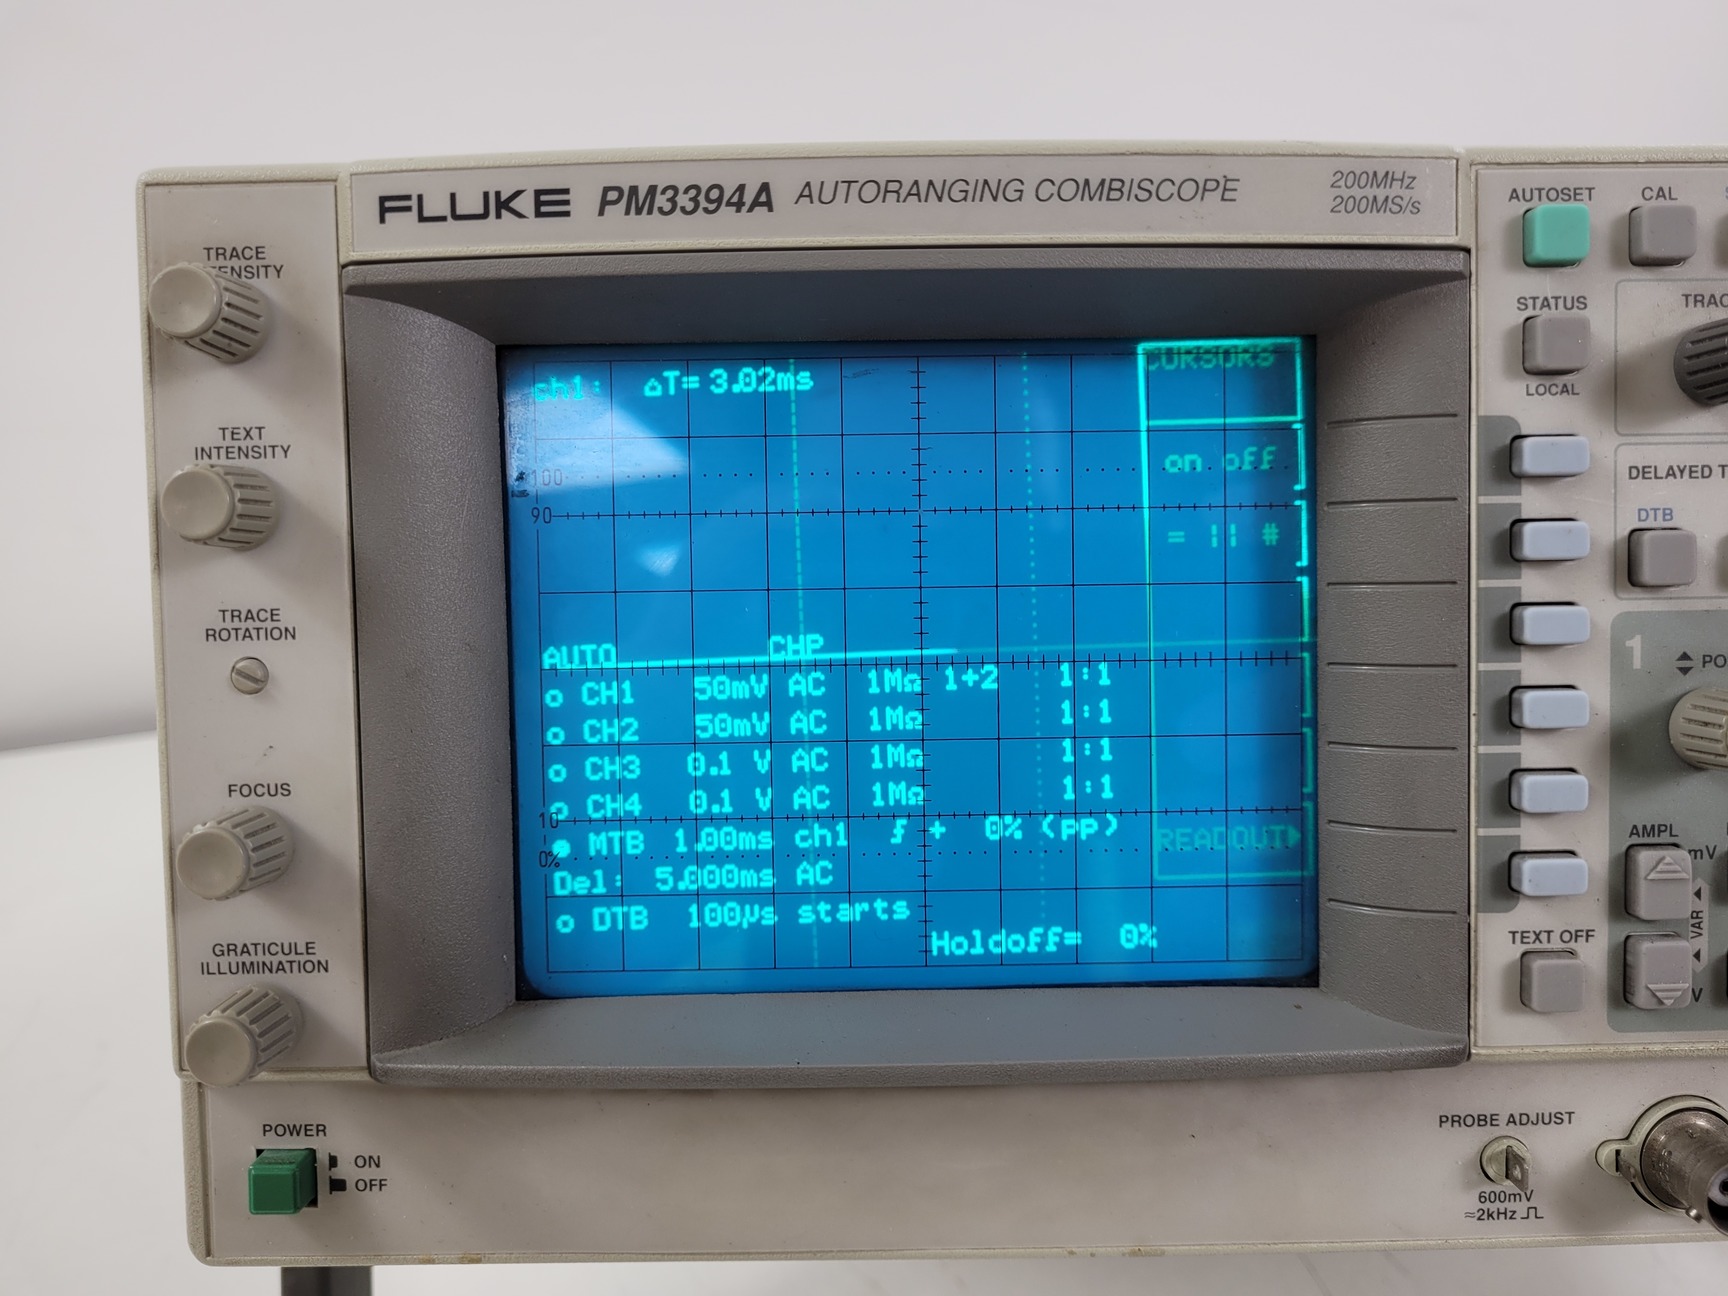 FLUKE PM3394A AUTORANGING COMBISCOPE
200MHz
200MS/s
TRACE
INTENSITY
TEXT
INTENSITY
TRACE
ROTATION
FOCUS
GRATICULE
ILLUMINATION
POWER
ON
OFF
ch1: ΔT= 3.02ms
CURSORS
on off
= || #
READOUT▶
100
90
10
0%
AUTO CHP
o CH1 50mV AC 1MΩ 1+2 1:1
o CH2 50mV AC 1MΩ 1:1
o CH3 0.1 V AC 1MΩ 1:1
o CH4 0.1 V AC 1MΩ 1:1
MTB 1.00ms ch1 ƒ + 0% (pp)
Del: 5.000ms AC
o DTB 100µs starts
Holdoff= 0%
AUTOSET
CAL
STATUS
LOCAL
DELAYED
DTB
1
AMPL
mV
VAR
V
TEXT OFF
PROBE ADJUST
600mV
≈2kHz